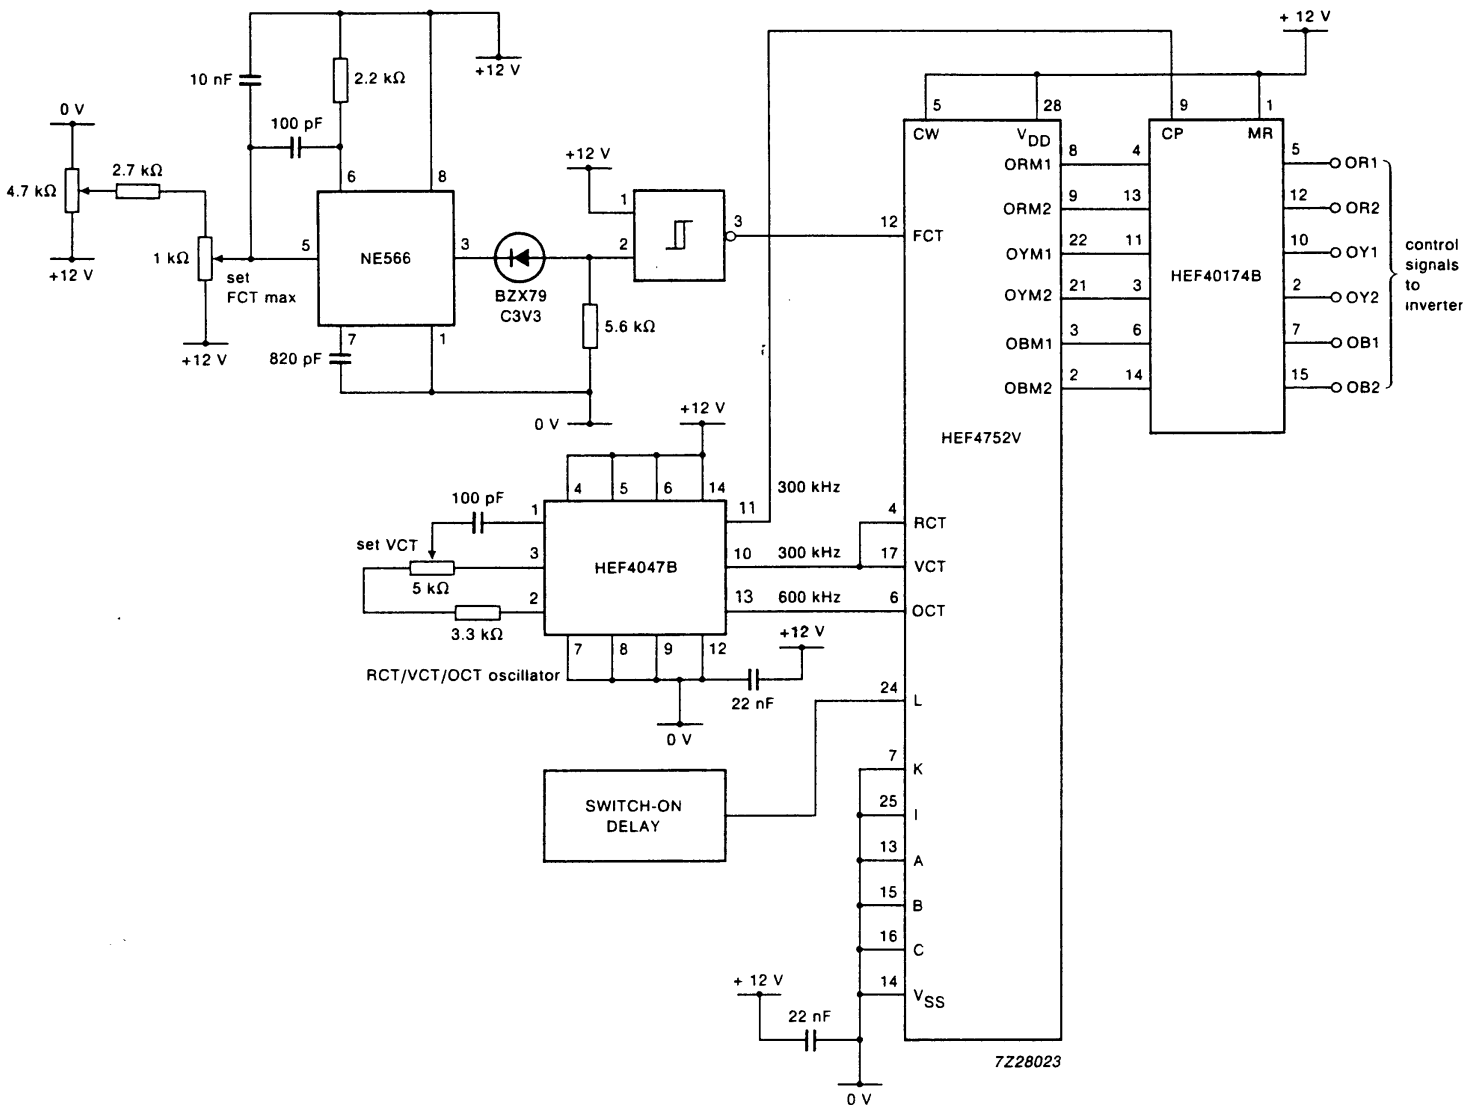 + 12 V
10 nF
2.2 kΩ
+12 V
0 V
100 pF
5
28
9
1
CW
VDD
CP
MR
4.7 kΩ
2.7 kΩ
6
8
+12 V
1
ORM1
8
4
5
OR1
3
12
FCT
ORM2
9
13
12
OR2
1 kΩ
set
FCT max
5
NE566
3
2
OYM1
22
11
10
OY1
control
signals
to
inverter
+12 V
BZX79
C3V3
HEF40174B
OYM2
21
3
2
OY2
5.6 kΩ
+12 V
820 pF
7
1
OBM1
3
6
7
OB1
OBM2
2
14
15
OB2
0 V
+12 V
HEF4752V
4
5
6
14
300 kHz
100 pF
1
11
4
RCT
set VCT
3
HEF4047B
10
300 kHz
17
VCT
5 kΩ
2
13
600 kHz
6
OCT
3.3 kΩ
7
8
9
12
+12 V
RCT/VCT/OCT oscillator
22 nF
24
L
0 V
7
K
SWITCH-ON
DELAY
25
I
13
A
15
B
16
C
+ 12 V
14
VSS
22 nF
7Z28023
0 V